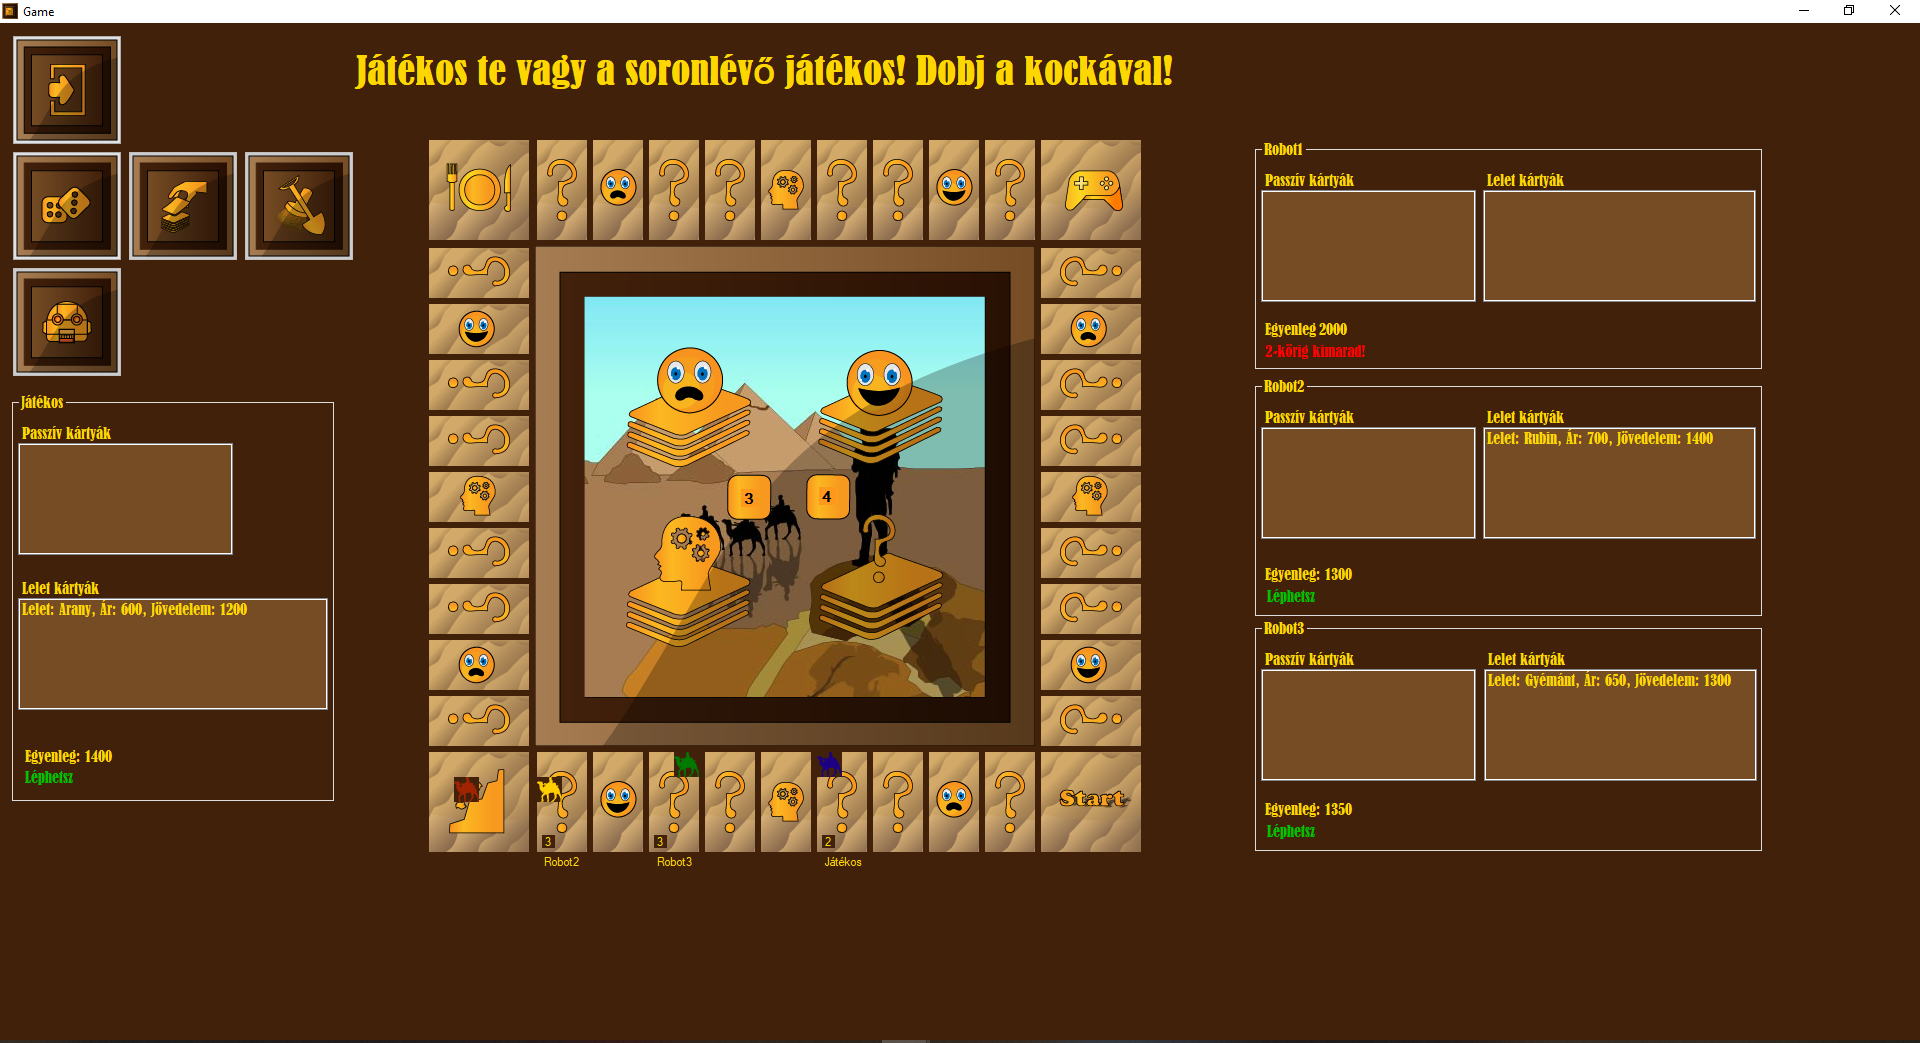 Game
Játékos te vagy a soronlévő játékos! Dobj a kockával!
Játékos
Passzív kártyák
Lelet kártyák
Lelet: Arany, Ár: 600, Jövedelem: 1200
Egyenleg: 1400
Léphetsz
3
4
Start
3
3
2
Robot2
Robot3
Játékos
Robot1
Passzív kártyák
Lelet kártyák
Egyenleg 2000
2-körig kimarad!
Robot2
Passzív kártyák
Lelet kártyák
Lelet: Rubin, Ár: 700, Jövedelem: 1400
Egyenleg: 1300
Léphetsz
Robot3
Passzív kártyák
Lelet kártyák
Lelet: Gyémánt, Ár: 650, Jövedelem: 1300
Egyenleg: 1350
Léphetsz